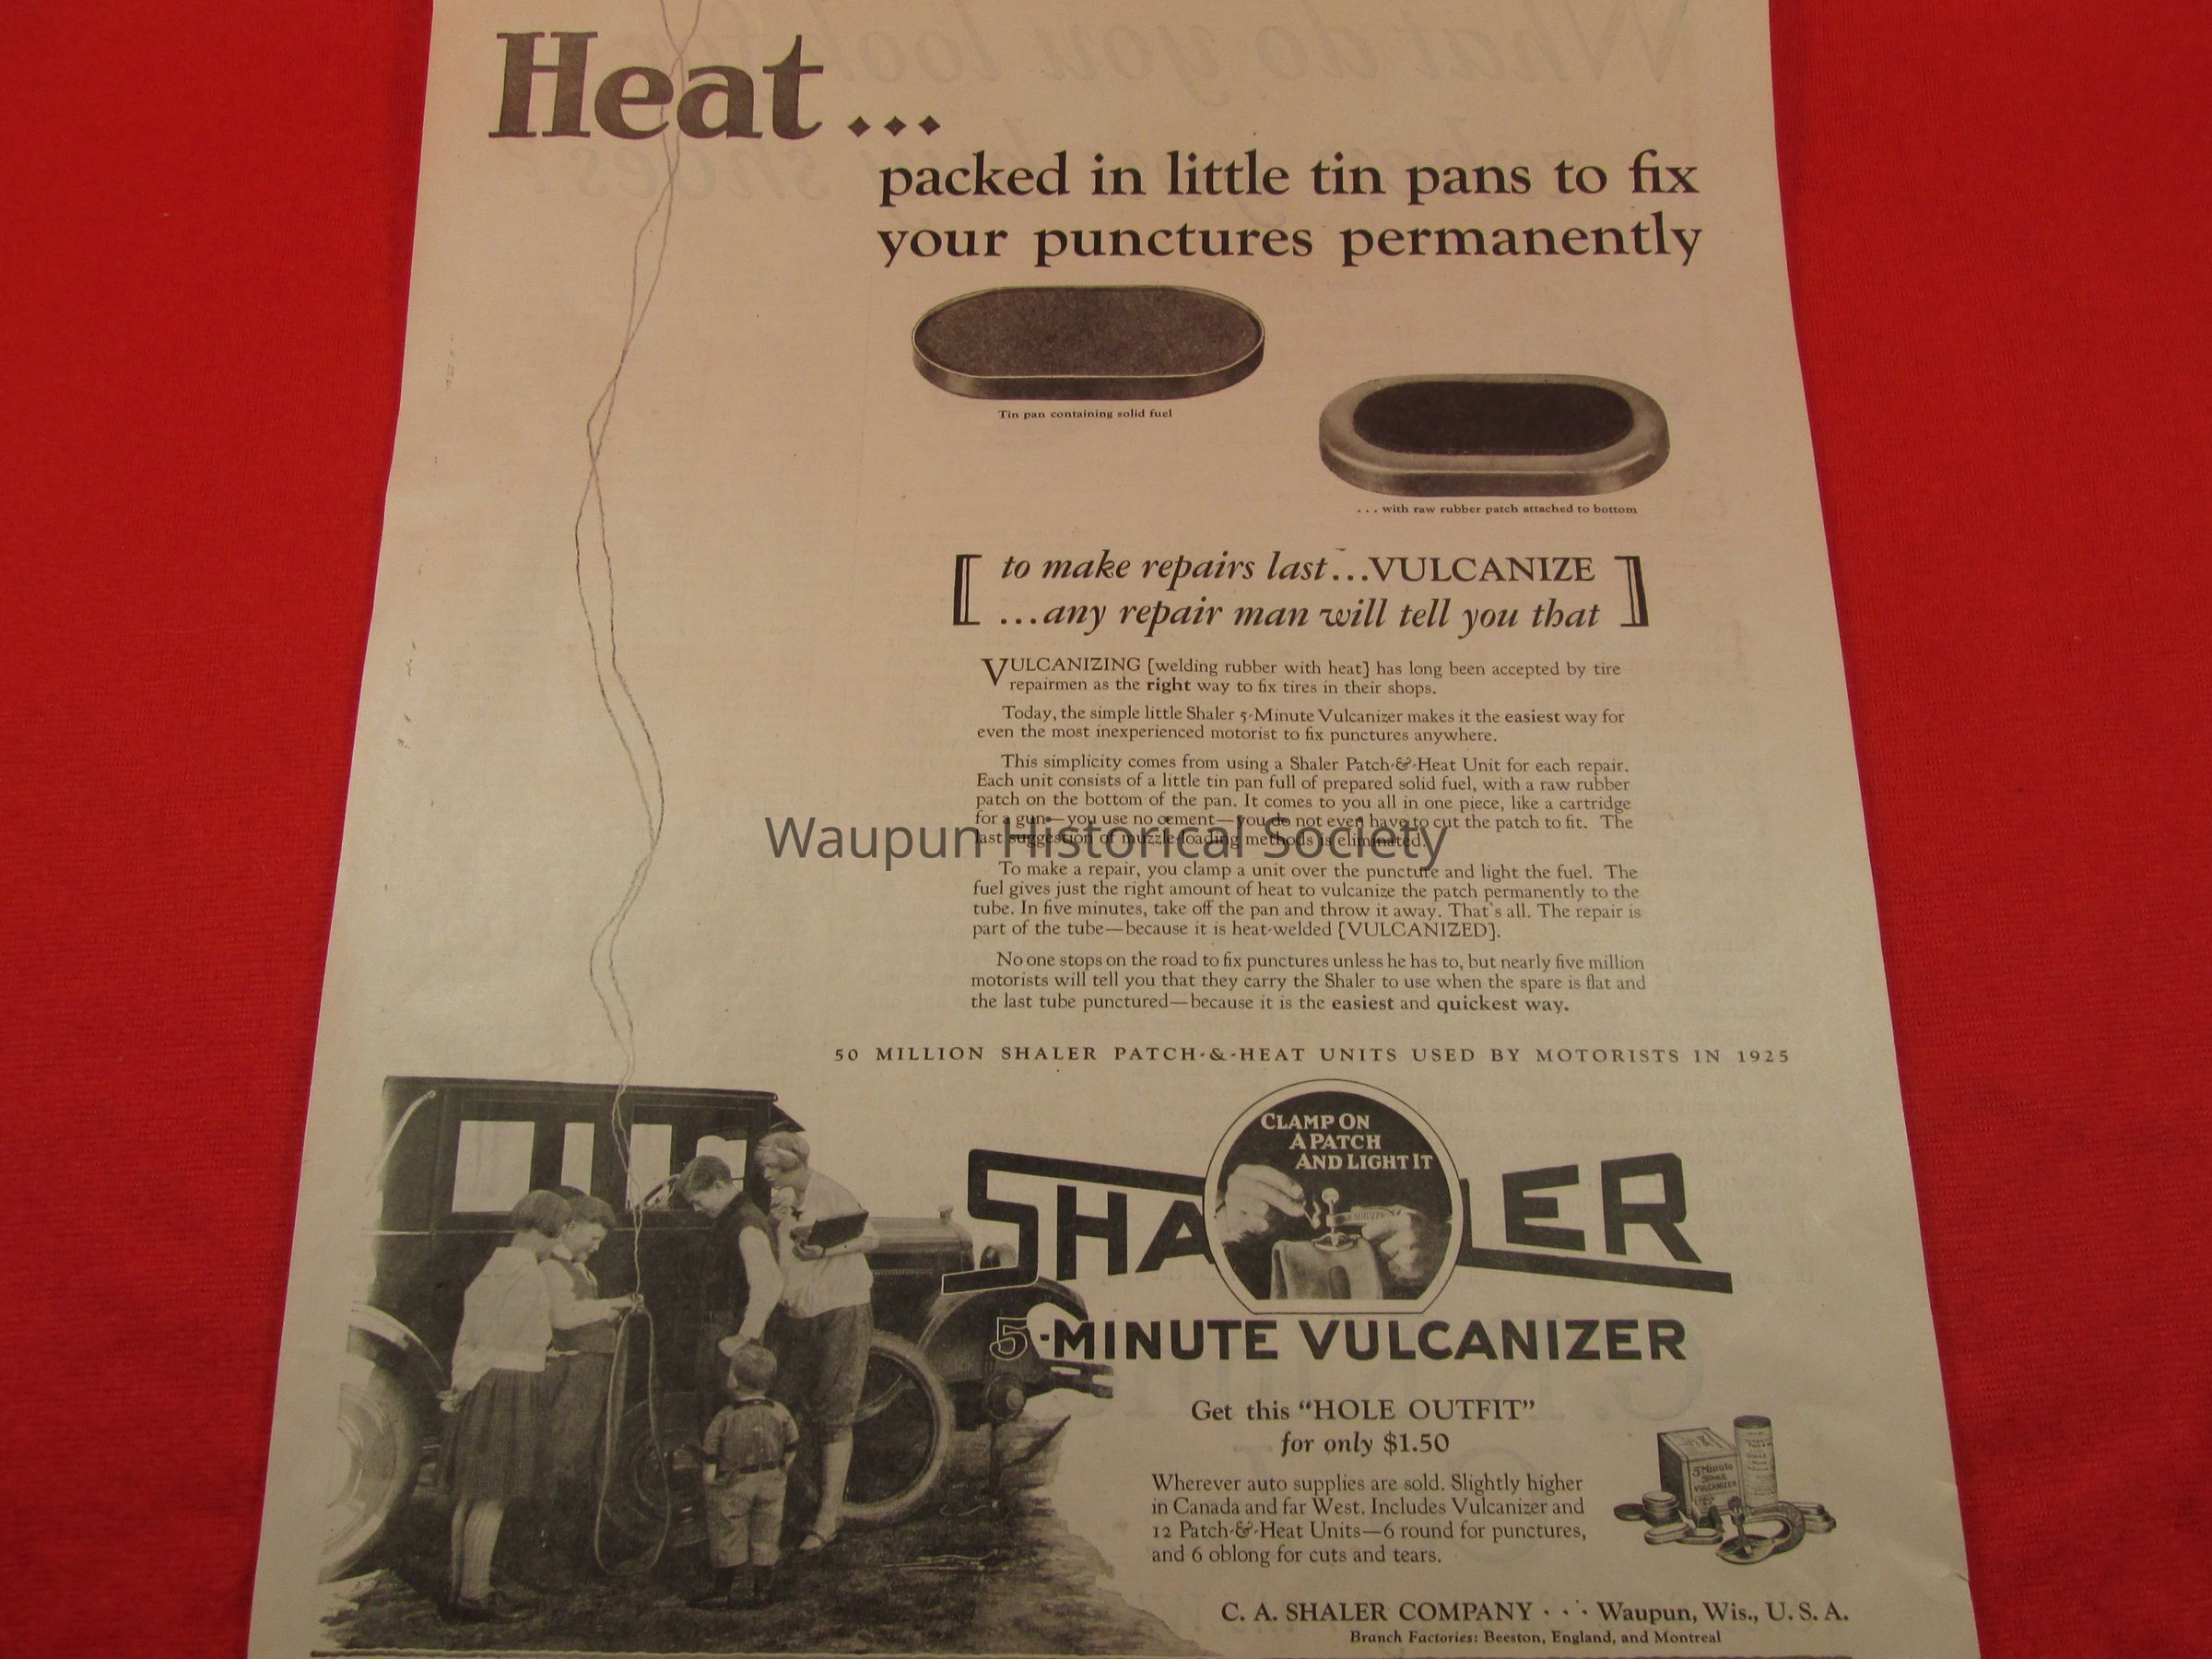 Heat...
packed in little tin pans to fix
your punctures permanently
Tin pan containing solid fuel
... with raw rubber patch attached to bottom
[ to make repairs last...VULCANIZE
...any repair man will tell you that ]
VULCANIZING [welding rubber with heat] has long been accepted by tire
repairmen as the right way to fix tires in their shops.
Today, the simple little Shaler 5-Minute Vulcanizer makes it the easiest way for
even the most inexperienced motorist to fix punctures anywhere.
This simplicity comes from using a Shaler Patch-&-Heat Unit for each repair.
Each unit consists of a little tin pan full of prepared solid fuel, with a raw rubber
patch on the bottom of the pan. It comes to you all in one piece, like a cartridge
for a gun—you use no cement—you do not even have to cut the patch to fit. The
last suggestion of muzzle-loading methods is eliminated.
Waupun Historical Society
To make a repair, you clamp a unit over the puncture and light the fuel. The
fuel gives just the right amount of heat to vulcanize the patch permanently to the
tube. In five minutes, take off the pan and throw it away. That's all. The repair is
part of the tube—because it is heat-welded [VULCANIZED].
No one stops on the road to fix punctures unless he has to, but nearly five million
motorists will tell you that they carry the Shaler to use when the spare is flat and
the last tube punctured—because it is the easiest and quickest way.
50 MILLION SHALER PATCH-&-HEAT UNITS USED BY MOTORISTS IN 1925
CLAMP ON
A PATCH
AND LIGHT IT
SHALER
5-MINUTE VULCANIZER
Get this "HOLE OUTFIT"
for only $1.50
Wherever auto supplies are sold. Slightly higher
in Canada and far West. Includes Vulcanizer and
12 Patch-&-Heat Units—6 round for punctures,
and 6 oblong for cuts and tears.
5 Minute
VULCANIZER
C. A. SHALER COMPANY · · · Waupun, Wis., U. S. A.
Branch Factories: Beeston, England, and Montreal